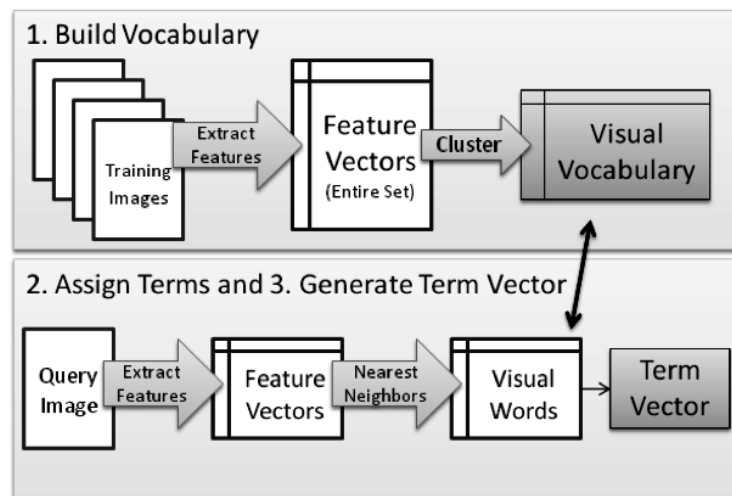 1. Build Vocabulary
Training
Images
Extract
Features
Feature
Vectors
(Entire Set)
Cluster
Visual
Vocabulary
2. Assign Terms and 3. Generate Term Vector
Query
Image
Extract
Features
Feature
Vectors
Nearest
Neighbors
Visual
Words
Term
Vector